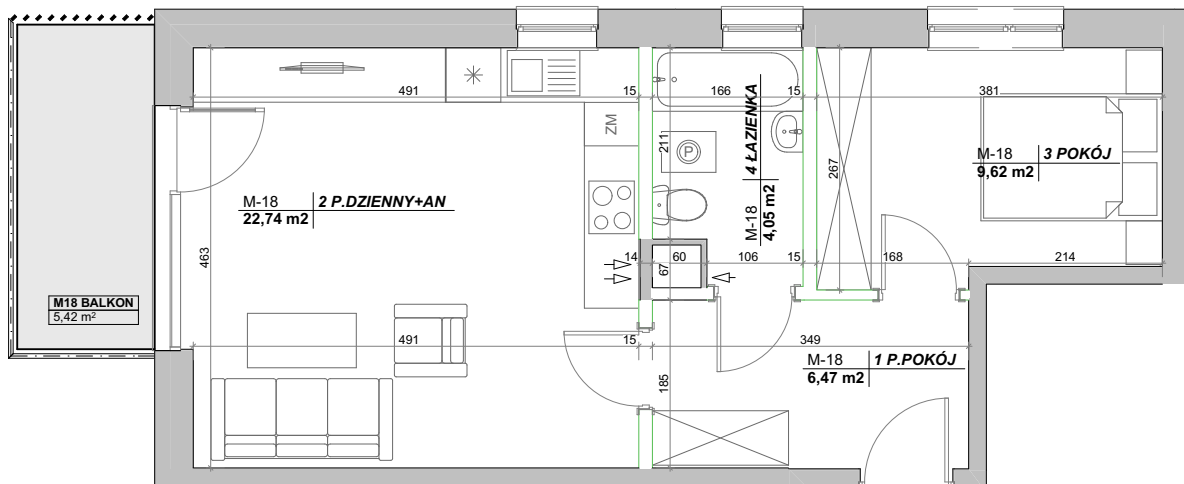 491
15
166
15
381
ZM
P
211
4 ŁAZIENKA
M-18
4,05 m2
267
M-18
3 POKÓJ
9,62 m2
M-18
2 P.DZIENNY+AN
22,74 m2
463
14
60
106
15
168
214
67
M18 BALKON
5,42 m²
491
15
349
M-18
1 P.POKÓJ
6,47 m2
185